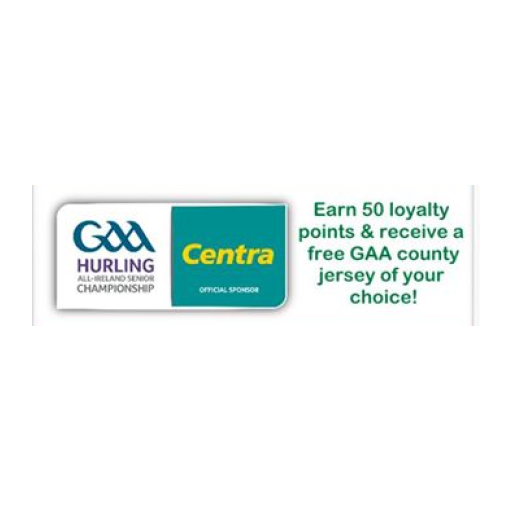 GAA
HURLING
ALL-IRELAND SENIOR
CHAMPIONSHIP
Centra
OFFICIAL SPONSOR
Earn 50 loyalty
points & receive a
free GAA county
jersey of your
choice!